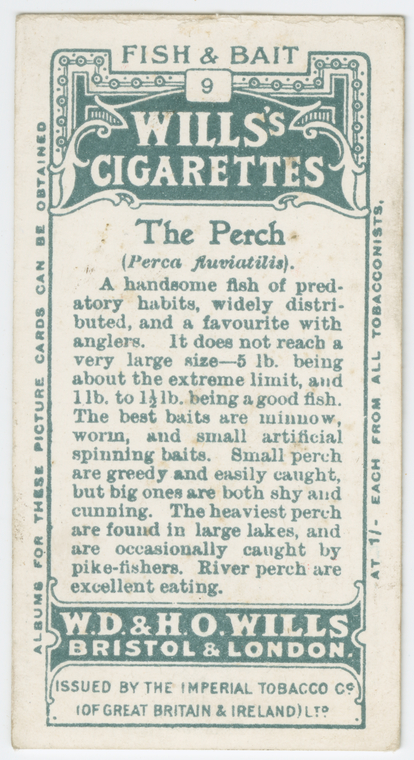 FISH & BAIT
9
WILLS'S
CIGARETTES
The Perch
(Perca fluviatilis).
A handsome fish of pred-
atory habits, widely distri-
buted, and a favourite with
anglers. It does not reach a
very large size—5 lb. being
about the extreme limit, and
1 lb. to 1½ lb. being a good fish.
The best baits are minnow,
worm, and small artificial
spinning baits. Small perch
are greedy and easily caught,
but big ones are both shy and
cunning. The heaviest perch
are found in large lakes, and
are occasionally caught by
pike-fishers. River perch are
excellent eating.
W.D. & H.O. WILLS
BRISTOL & LONDON.
ISSUED BY THE IMPERIAL TOBACCO Co
(OF GREAT BRITAIN & IRELAND) LTD
ALBUMS FOR THESE PICTURE CARDS CAN BE OBTAINED
AT 1/- EACH FROM ALL TOBACCONISTS.